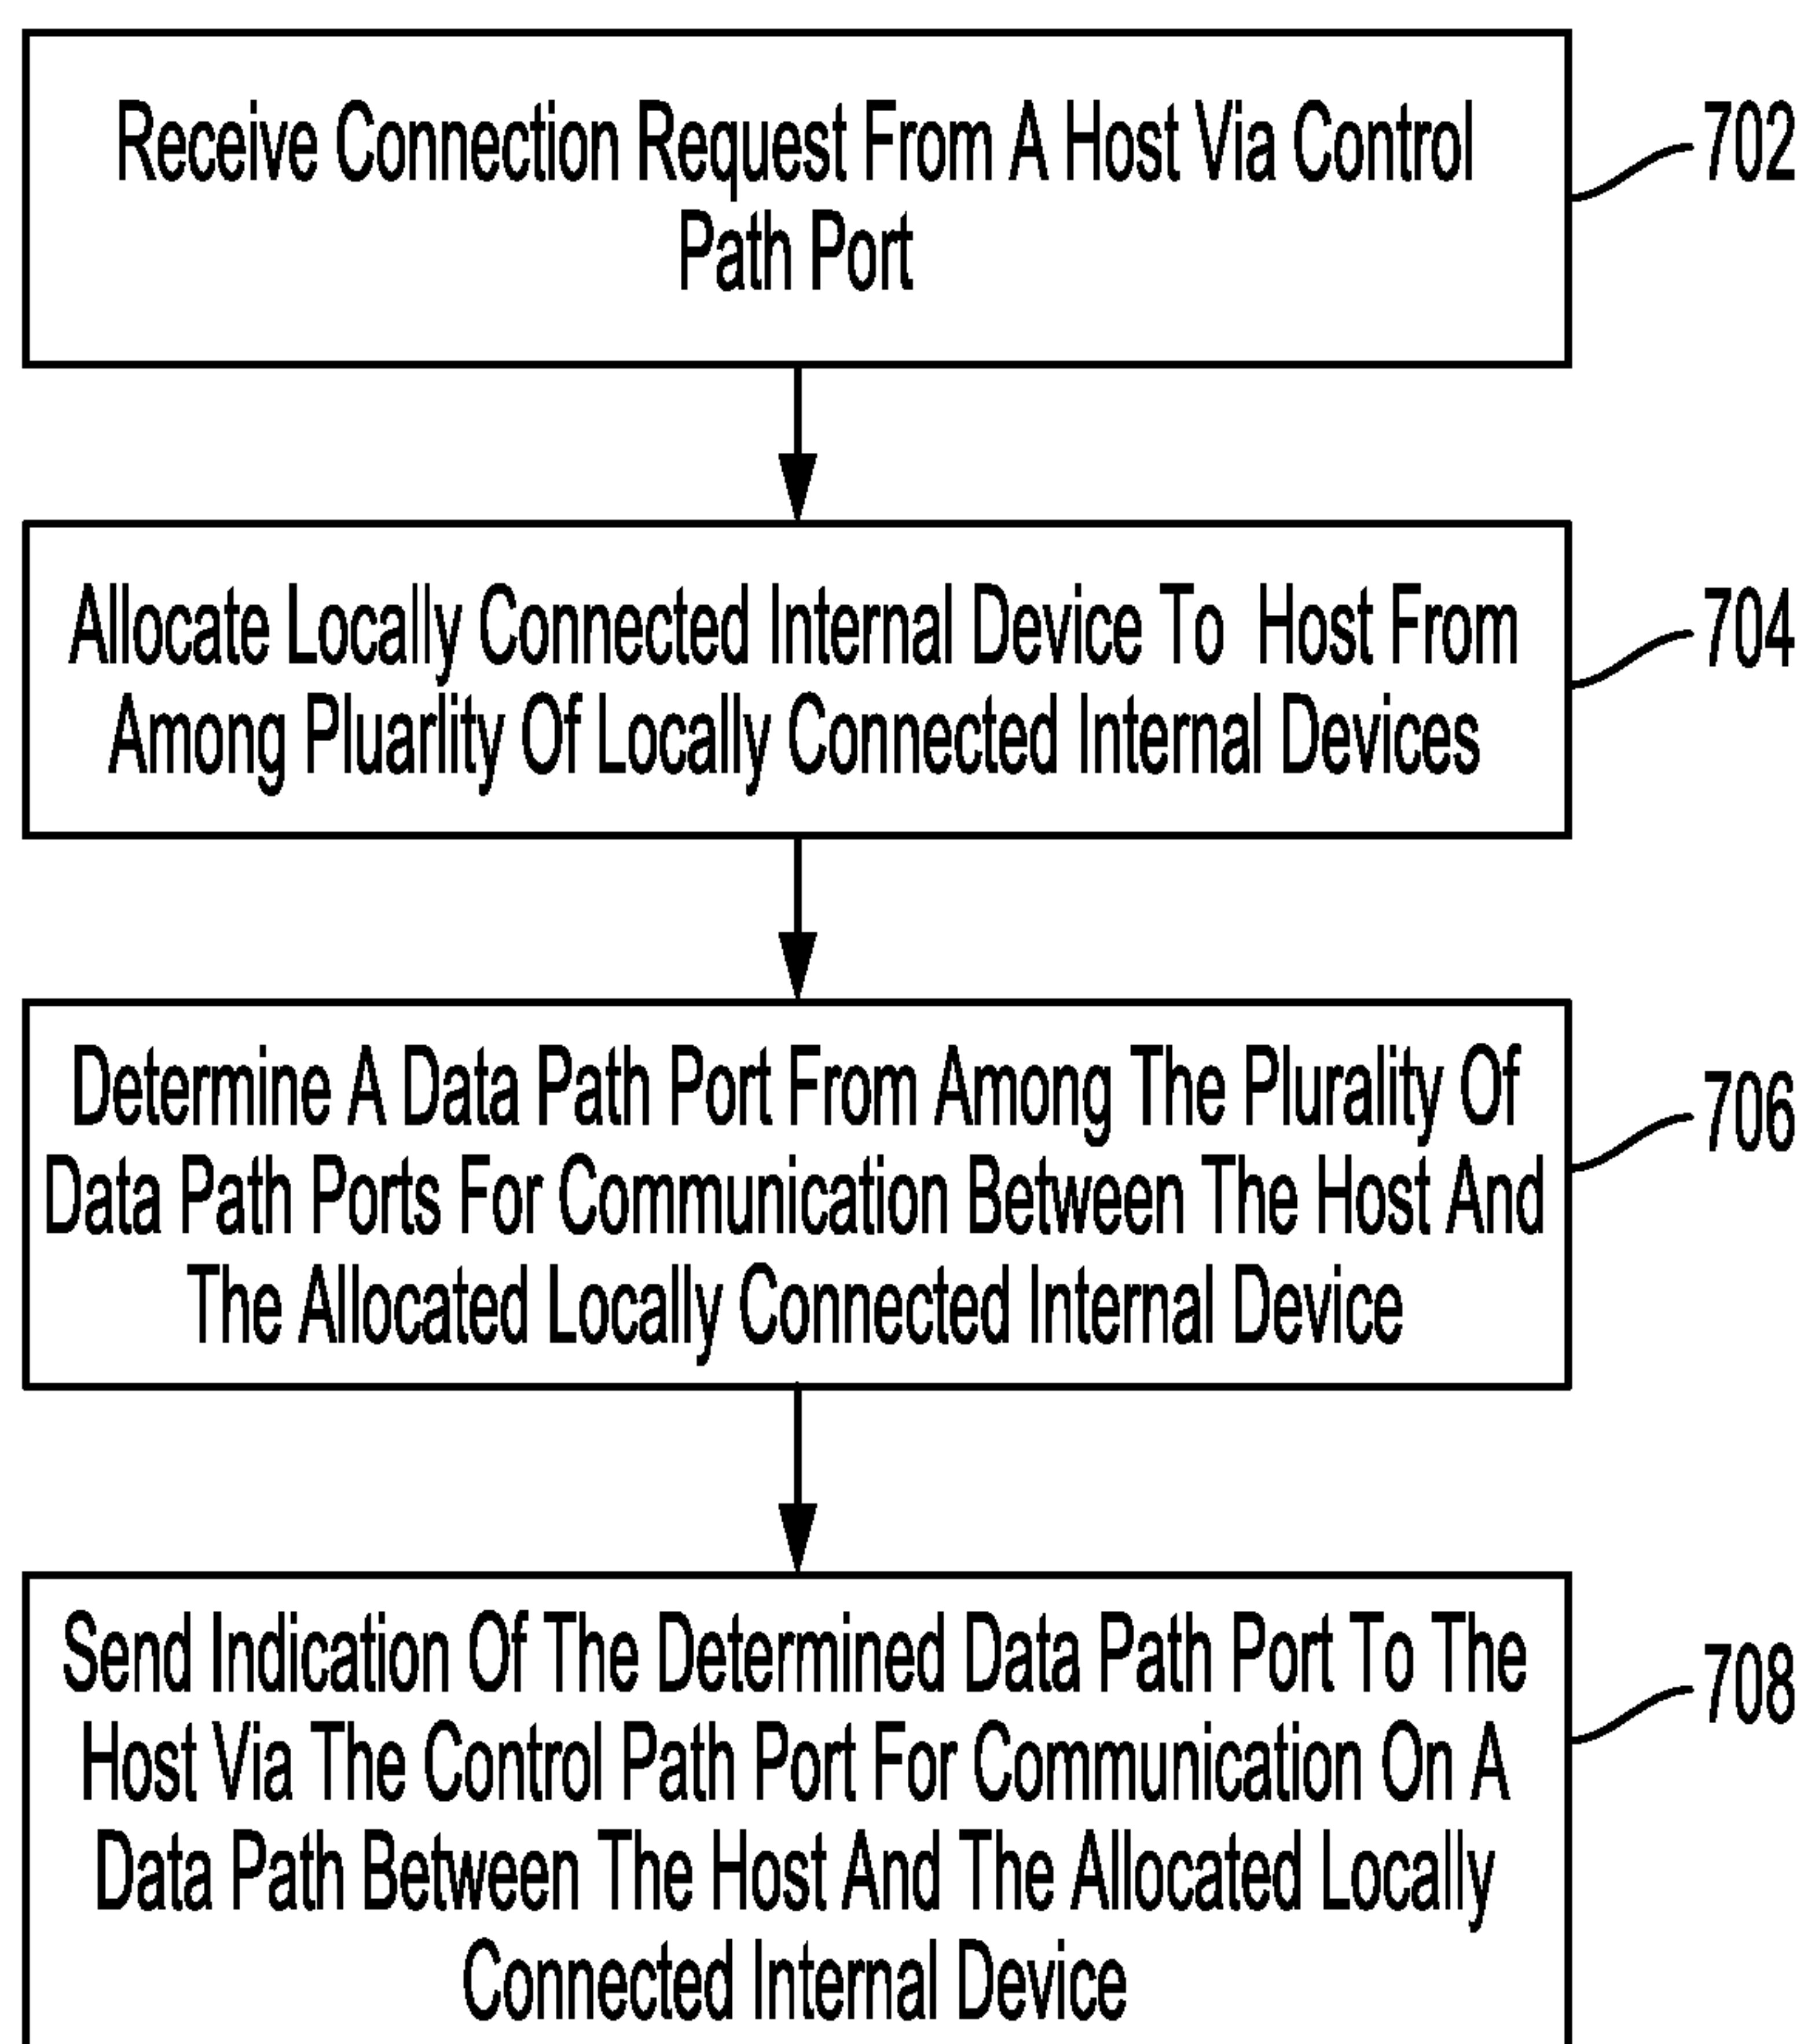 Receive Connection Request From A Host Via Control
Path Port
702
Allocate Locally Connected Internal Device To Host From
Among Pluarlity Of Locally Connected Internal Devices
704
Determine A Data Path Port From Among The Plurality Of
Data Path Ports For Communication Between The Host And
The Allocated Locally Connected Internal Device
706
Send Indication Of The Determined Data Path Port To The
Host Via The Control Path Port For Communication On A
Data Path Between The Host And The Allocated Locally
Connected Internal Device
708